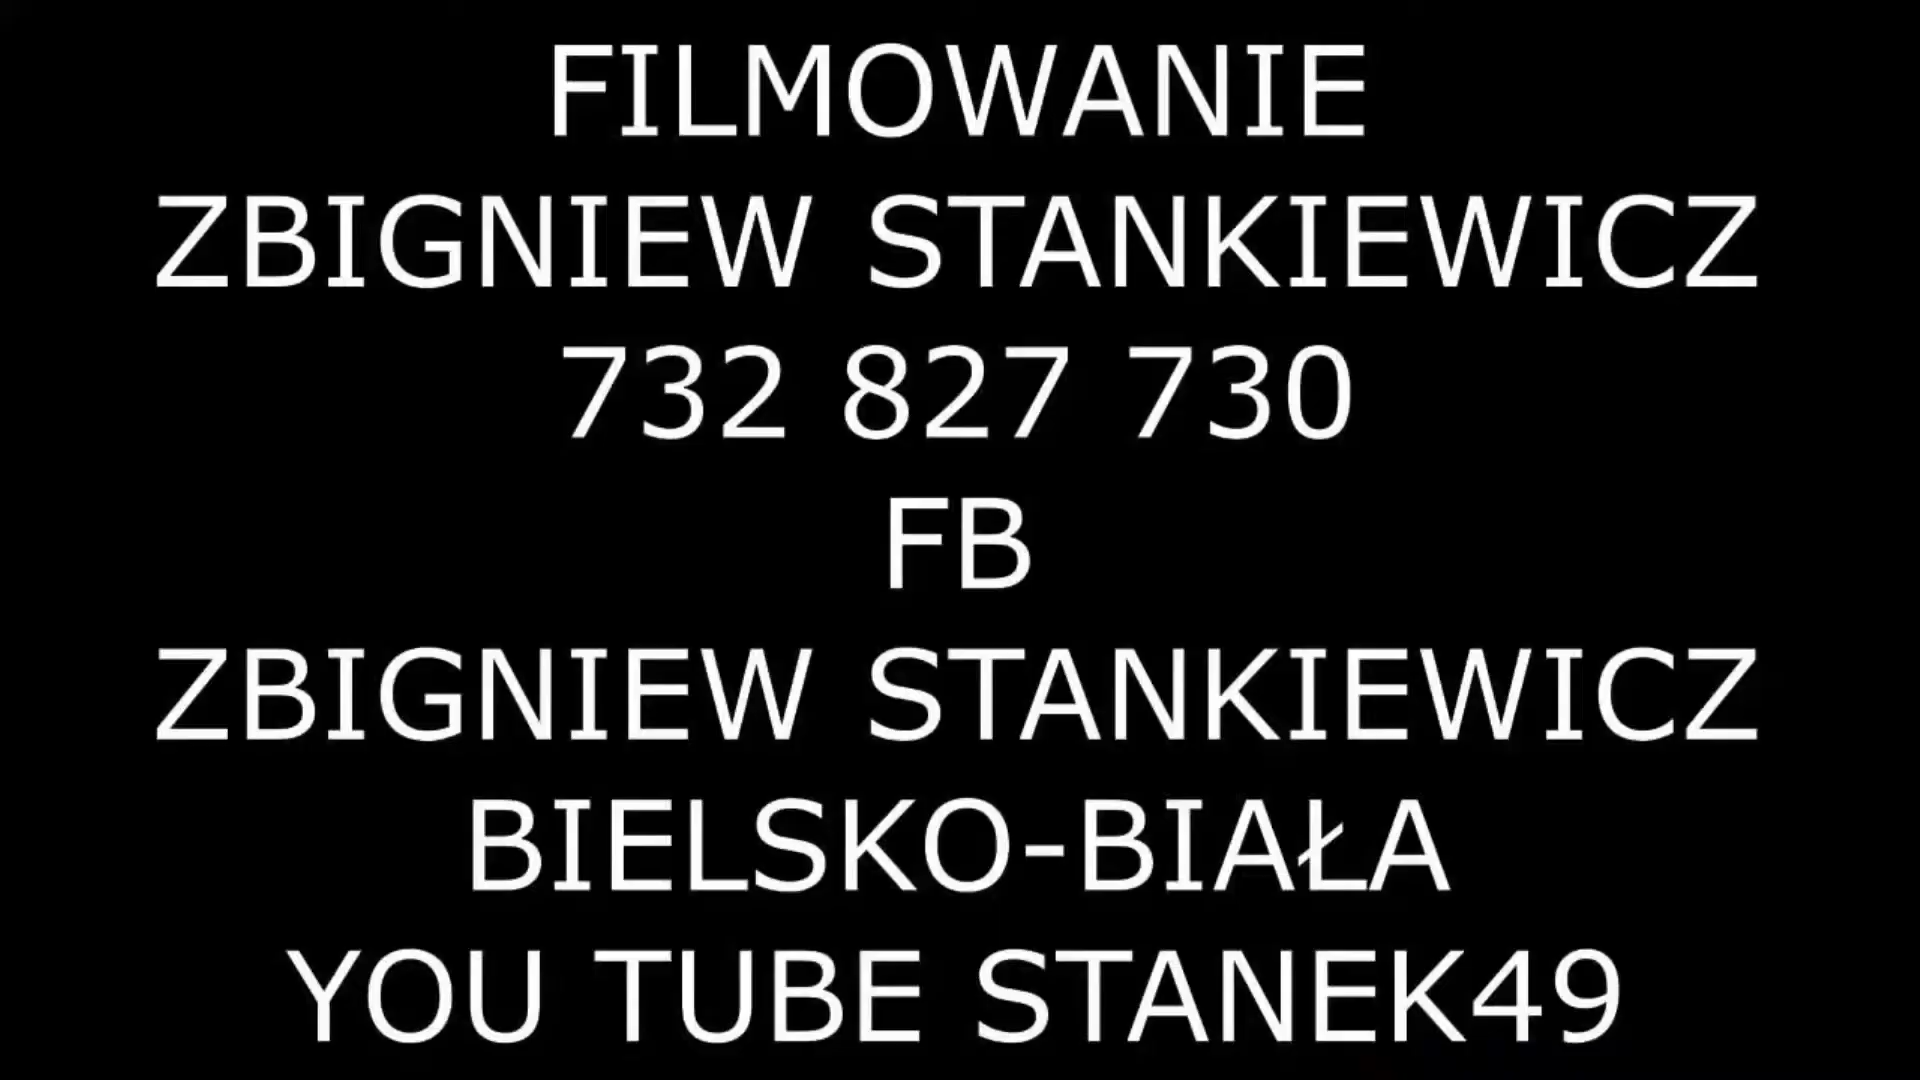 FILMOWANIE
ZBIGNIEW STANKIEWICZ
732 827 730
FB
ZBIGNIEW STANKIEWICZ
BIELSKO-BIAŁA
YOU TUBE STANEK49